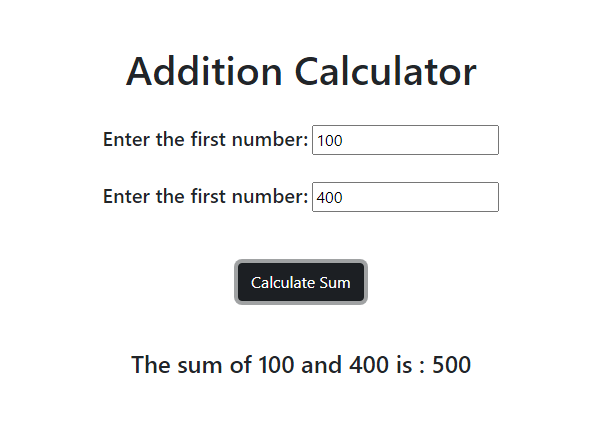 Addition Calculator
Enter the first number: 100
Enter the first number: 400
Calculate Sum
The sum of 100 and 400 is : 500